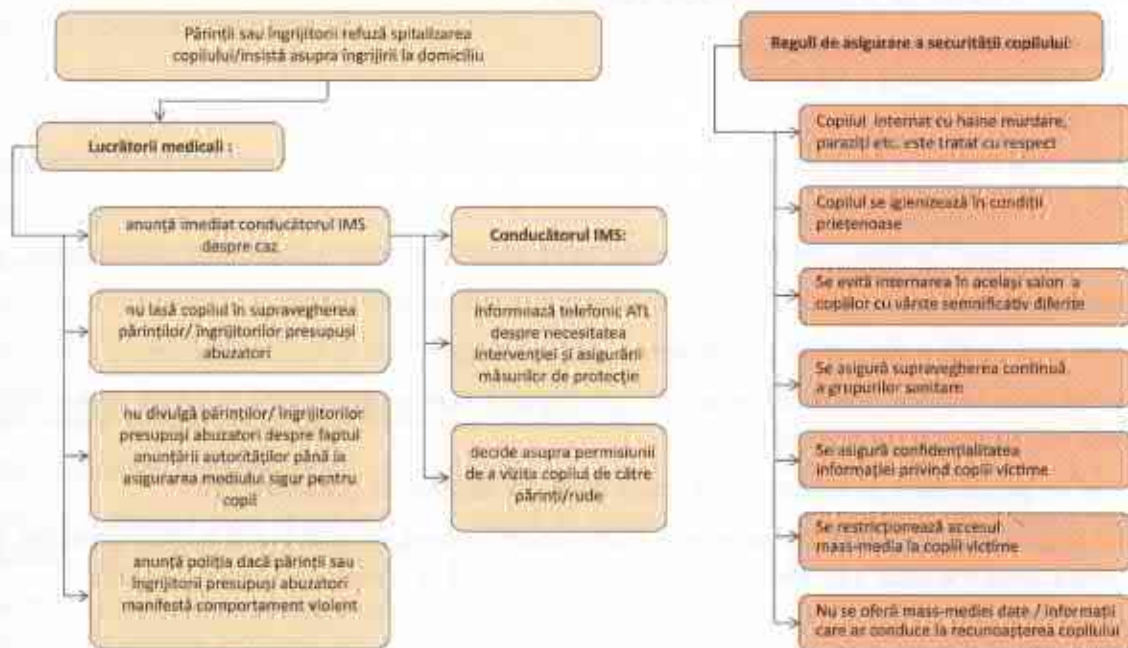 Părinții sau îngrijitorii refuză spitalizarea
copilului/insistă asupra îngrijirii la domiciliu
Lucrătorii medicali :
anunță imediat conducătorul IMS
despre caz
nu lasă copilul în supravegherea
părinților/ îngrijitorilor presupuși
abuzatori
nu divulgă părinților/ îngrijitorilor
presupuși abuzatori despre faptul
anunțării autorităților până la
asigurarea mediului sigur pentru
copil
anunță poliția dacă părinții sau
îngrijitorii presupuși abuzatori
manifestă comportament violent
Conducătorul IMS:
informează telefonic ATL
despre necesitatea
intervenției și asigurării
măsurilor de protecție
decide asupra permisiunii
de a vizita copilul de către
părinți/rude
Reguli de asigurare a securității copilului:
Copilul internat cu haine murdare,
paraziți etc. este tratat cu respect
Copilul se igienizează în condiții
prietenoase
Se evită internarea în același salon a
copiilor cu vârste semnificativ diferite
Se asigură supravegherea continuă
a grupurilor sanitare
Se asigură confidențialitatea
informației privind copiii victime
Se restricționează accesul
mass-media la copiii victime
Nu se oferă mass-mediei date / informații
care ar conduce la recunoașterea copilului